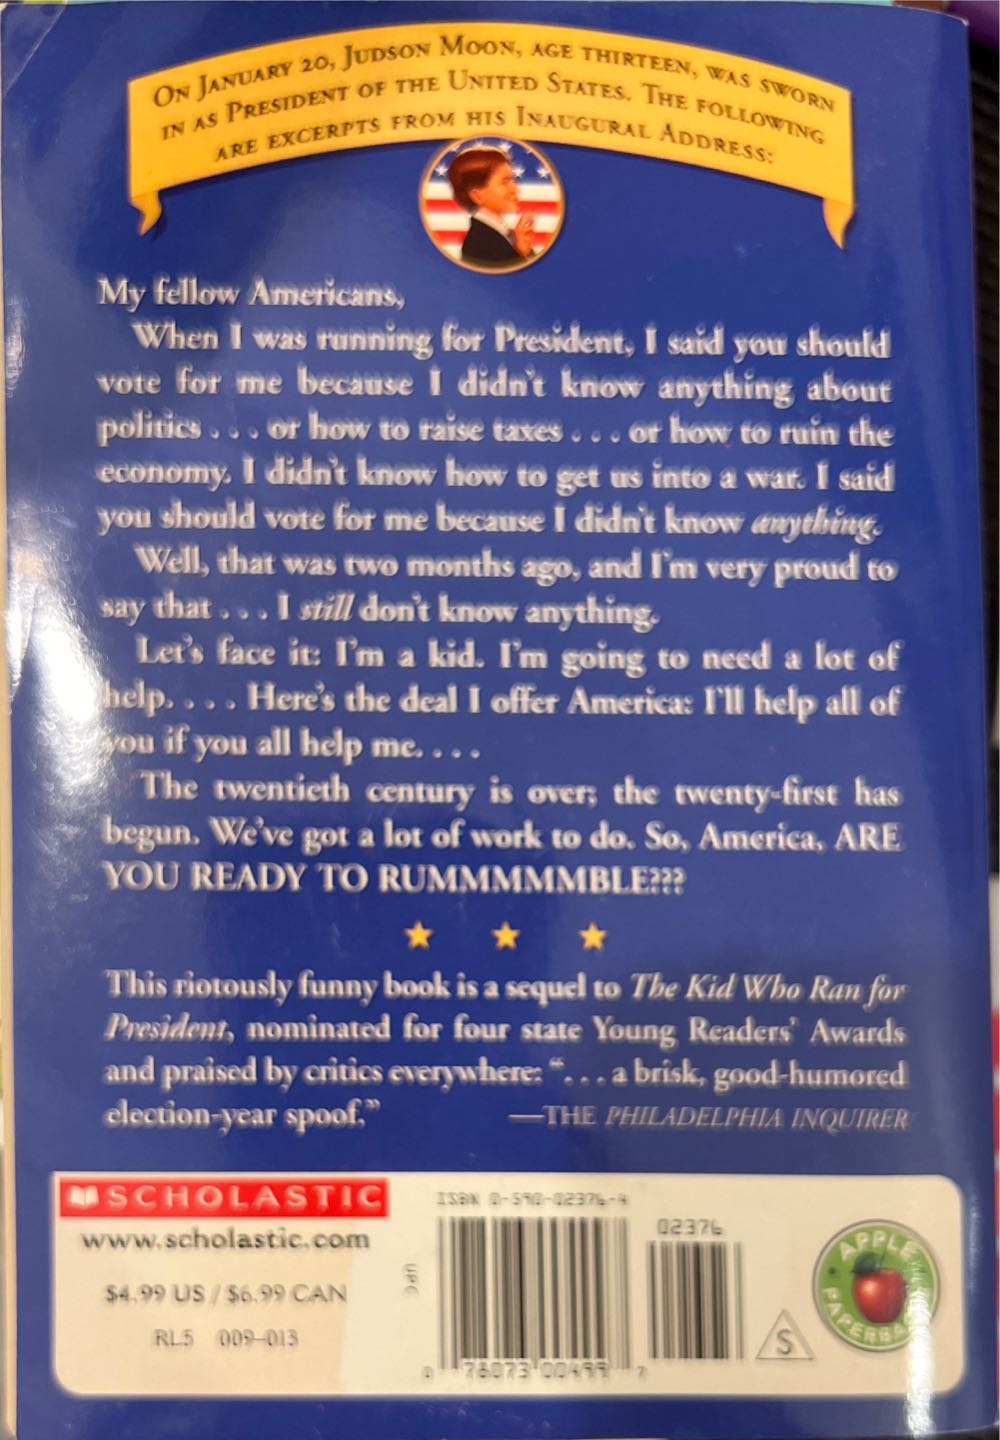 ON JANUARY 20, JUDSON MOON, AGE THIRTEEN, WAS SWORN
IN AS PRESIDENT OF THE UNITED STATES. THE FOLLOWING
ARE EXCERPTS FROM HIS INAUGURAL ADDRESS:
My fellow Americans,
When I was running for President, I said you should
vote for me because I didn't know anything about
politics . . . or how to raise taxes . . . or how to ruin the
economy. I didn't know how to get us into a war. I said
you should vote for me because I didn't know anything.
Well, that was two months ago, and I'm very proud to
say that . . . I still don't know anything.
Let's face it: I'm a kid. I'm going to need a lot of
help. . . . Here's the deal I offer America: I'll help all of
you if you all help me. . . .
The twentieth century is over; the twenty-first has
begun. We've got a lot of work to do. So, America, ARE
YOU READY TO RUMMMMMBLE???
This riotously funny book is a sequel to The Kid Who Ran for
President, nominated for four state Young Readers' Awards
and praised by critics everywhere: ". . . a brisk, good-humored
election-year spoof."
—THE PHILADELPHIA INQUIRER
SCHOLASTIC
www.scholastic.com
$4.99 US / $6.99 CAN
RL5 009-013
ISBN 0-590-02376-4
02376
UPC
0 76073 00499 7
S
APPLE
PAPERBACKS